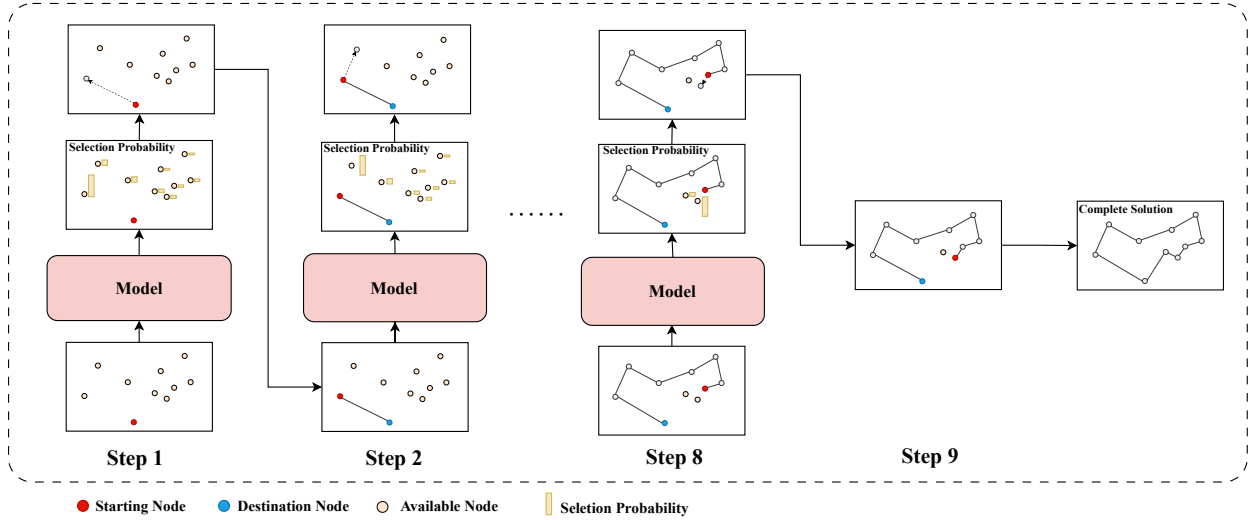 Selection Probability
Selection Probability
Selection Probability
Complete Solution
......
Model
Model
Model
Step 1
Step 2
Step 8
Step 9
Starting Node
Destination Node
Available Node
Seletion Probability